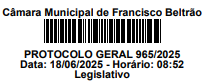 Câmara Municipal de Francisco Beltrão
PROTOCOLO GERAL 965/2025
Data: 18/06/2025 - Horário: 08:52
Legislativo